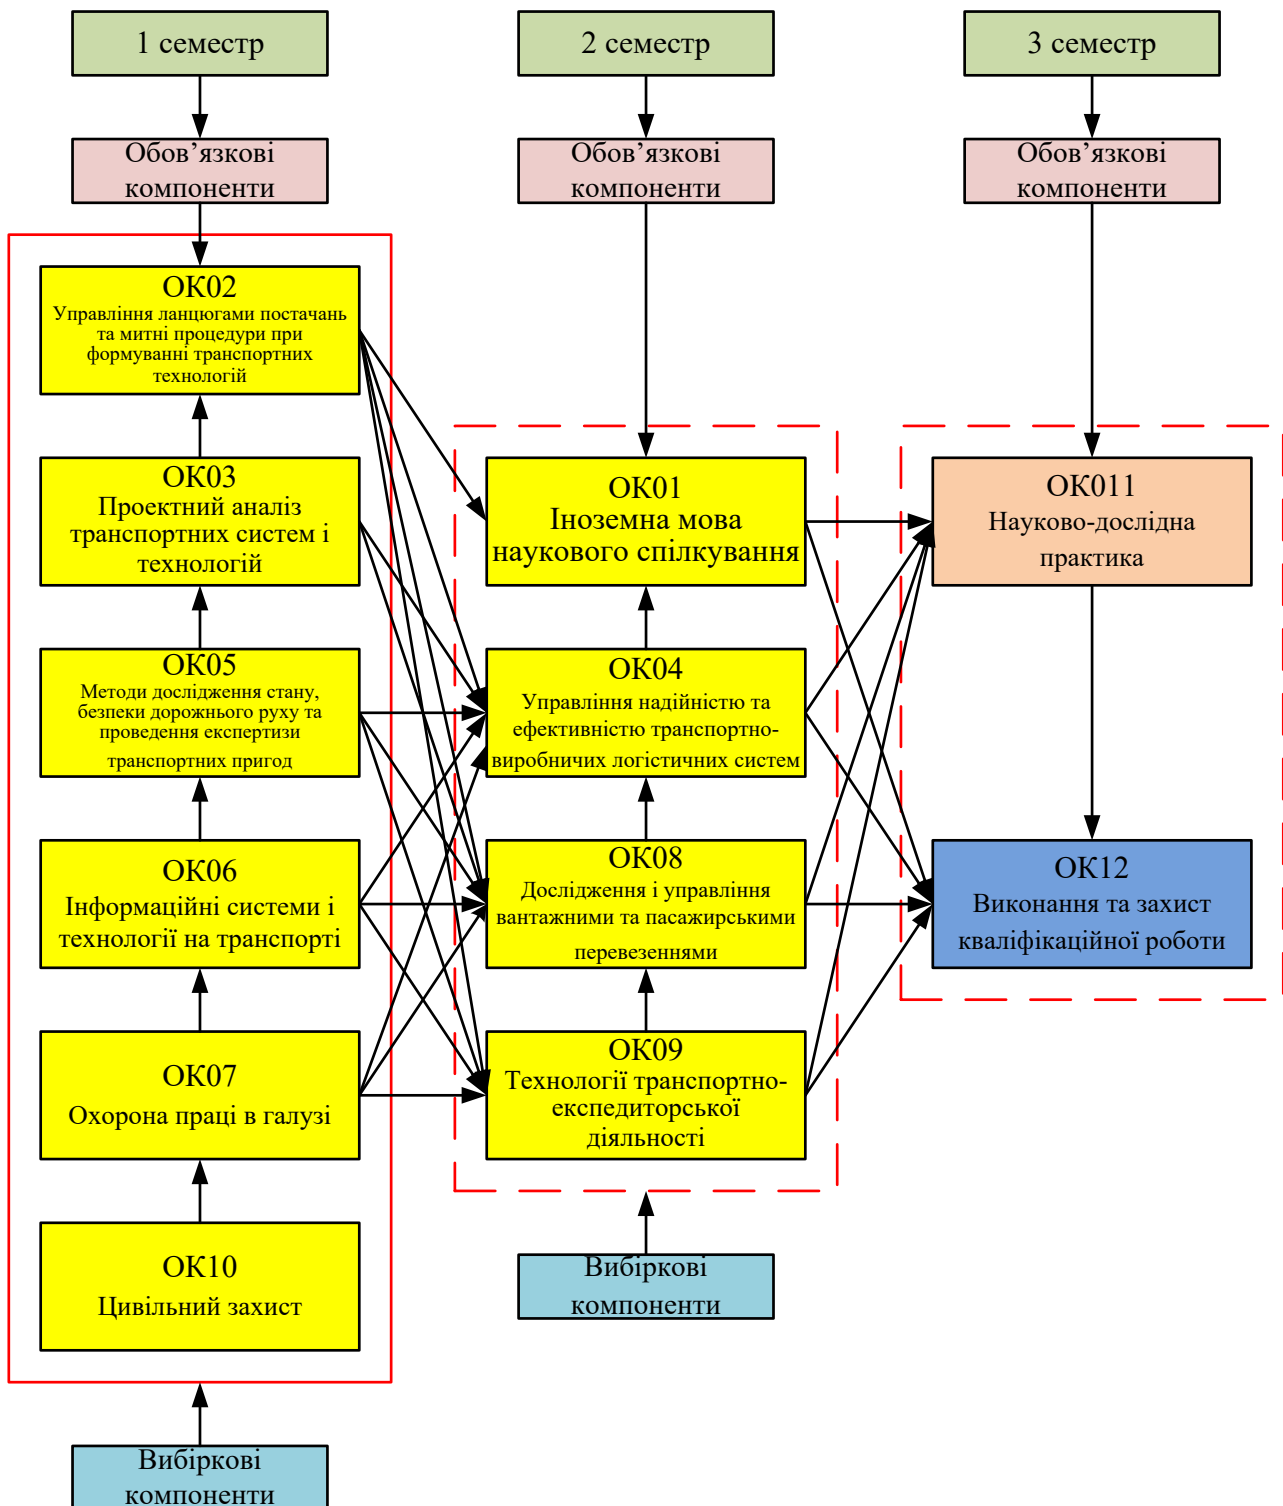 1 семестр
Обов’язкові
компоненти
ОК02
Управління ланцюгами постачань
та митні процедури при
формуванні транспортних
технологій
ОК03
Проектний аналіз
транспортних систем і
технологій
ОК05
Методи дослідження стану,
безпеки дорожнього руху та
проведення експертизи
транспортних пригод
ОК06
Інформаційні системи і
технології на транспорті
ОК07
Охорона праці в галузі
ОК10
Цивільний захист
Вибіркові
компоненти
2 семестр
Обов’язкові
компоненти
ОК01
Іноземна мова
наукового спілкування
ОК04
Управління надійністю та
ефективністю транспортно-
виробничих логістичних систем
ОК08
Дослідження і управління
вантажними та пасажирськими
перевезеннями
ОК09
Технології транспортно-
експедиторської
діяльності
Вибіркові
компоненти
3 семестр
Обов’язкові
компоненти
ОК011
Науково-дослідна
практика
ОК12
Виконання та захист
кваліфікаційної роботи